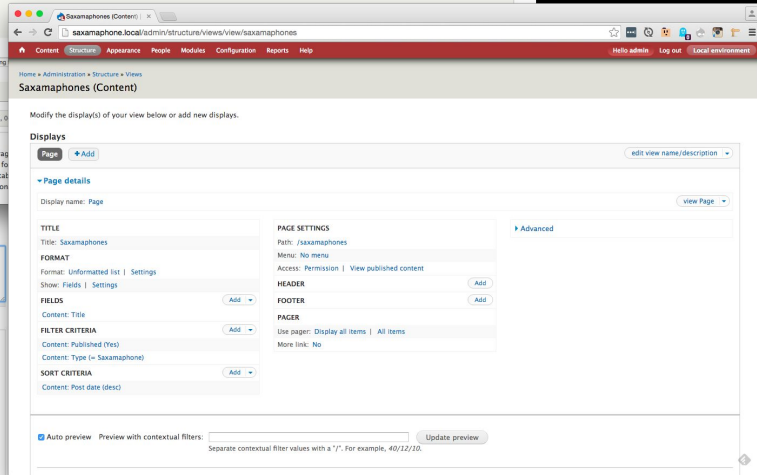 Saxamaphones (Content) |
saxamaphone.local/admin/structure/views/view/saxamaphones
Content Structure Appearance People Modules Configuration Reports Help Hello admin Log out Local environment
Home » Administration » Structure » Views
Saxamaphones (Content)
Modify the display(s) of your view below or add new displays.
Displays
Page +Add edit view name/description
Page details
Display name: Page view Page
TITLE
Title: Saxamaphones
FORMAT
Format: Unformatted list | Settings
Show: Fields | Settings
FIELDS Add
Content: Title
FILTER CRITERIA Add
Content: Published (Yes)
Content: Type (= Saxamaphone)
SORT CRITERIA Add
Content: Post date (desc)
PAGE SETTINGS
Path: /saxamaphones
Menu: No menu
Access: Permission | View published content
HEADER Add
FOOTER Add
PAGER
Use pager: Display all items | All items
More link: No
Advanced
Auto preview Preview with contextual filters: Update preview
Separate contextual filter values with a "/". For example, 40/12/10.